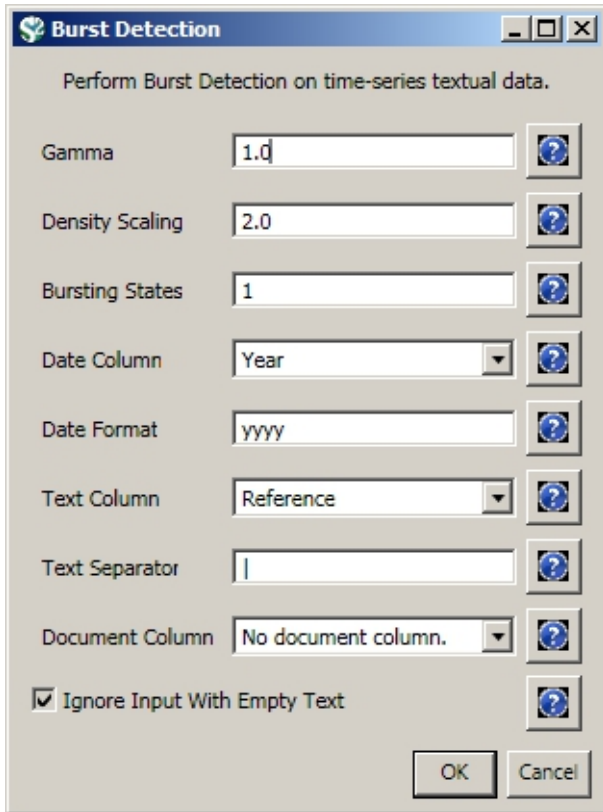 Burst Detection
Perform Burst Detection on time-series textual data.
Gamma 1.0
Density Scaling 2.0
Bursting States 1
Date Column Year
Date Format yyyy
Text Column Reference
Text Separator |
Document Column No document column.
Ignore Input With Empty Text
OK Cancel